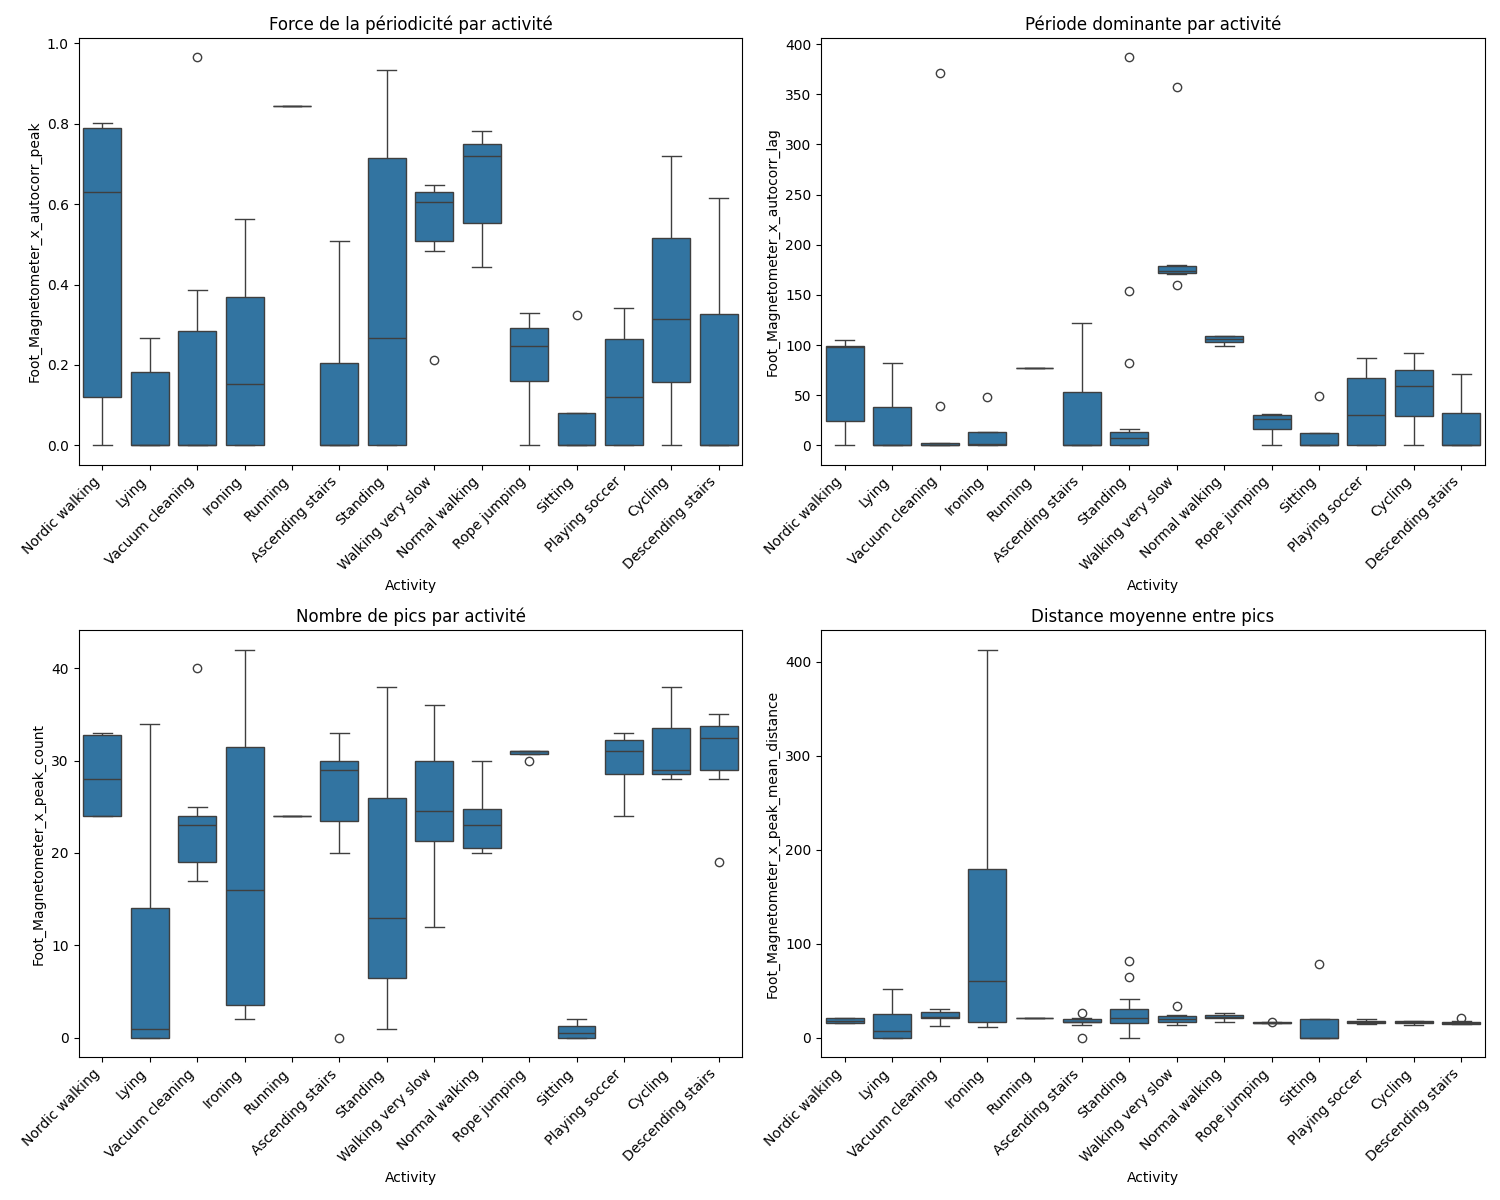 Force de la périodicité par activité
Foot_Magnetometer_x_autocorr_peak
1.0
0.8
0.6
0.4
0.2
0.0
Nordic walking
Lying
Vacuum cleaning
Ironing
Running
Ascending stairs
Standing
Walking very slow
Normal walking
Rope jumping
Sitting
Playing soccer
Cycling
Descending stairs
Activity
Période dominante par activité
Foot_Magnetometer_x_autocorr_lag
400
350
300
250
200
150
100
50
0
Nordic walking
Lying
Vacuum cleaning
Ironing
Running
Ascending stairs
Standing
Walking very slow
Normal walking
Rope jumping
Sitting
Playing soccer
Cycling
Descending stairs
Activity
Nombre de pics par activité
Foot_Magnetometer_x_peak_count
40
30
20
10
0
Nordic walking
Lying
Vacuum cleaning
Ironing
Running
Ascending stairs
Standing
Walking very slow
Normal walking
Rope jumping
Sitting
Playing soccer
Cycling
Descending stairs
Activity
Distance moyenne entre pics
Foot_Magnetometer_x_peak_mean_distance
400
300
200
100
0
Nordic walking
Lying
Vacuum cleaning
Ironing
Running
Ascending stairs
Standing
Walking very slow
Normal walking
Rope jumping
Sitting
Playing soccer
Cycling
Descending stairs
Activity